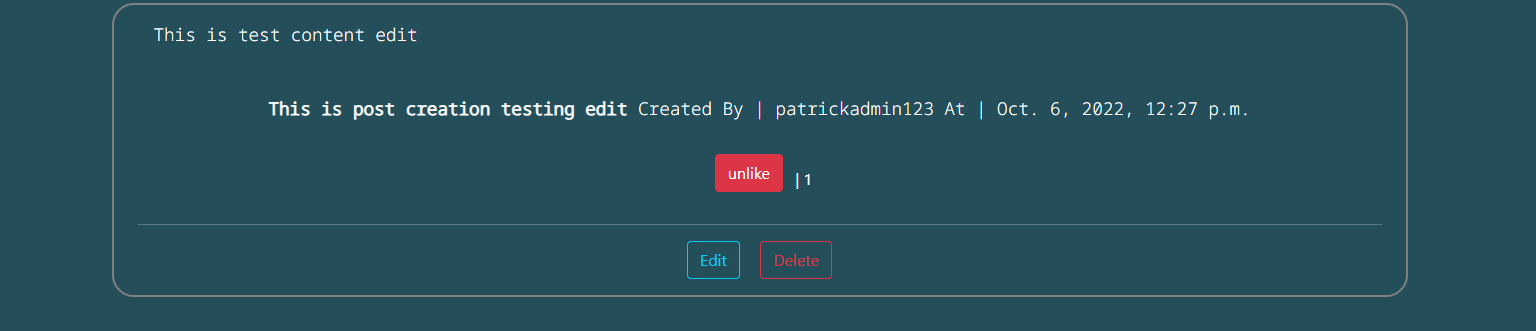 This is test content edit
This is post creation testing edit Created By | patrickadmin123 At | Oct. 6, 2022, 12:27 p.m.
unlike |1
Edit Delete